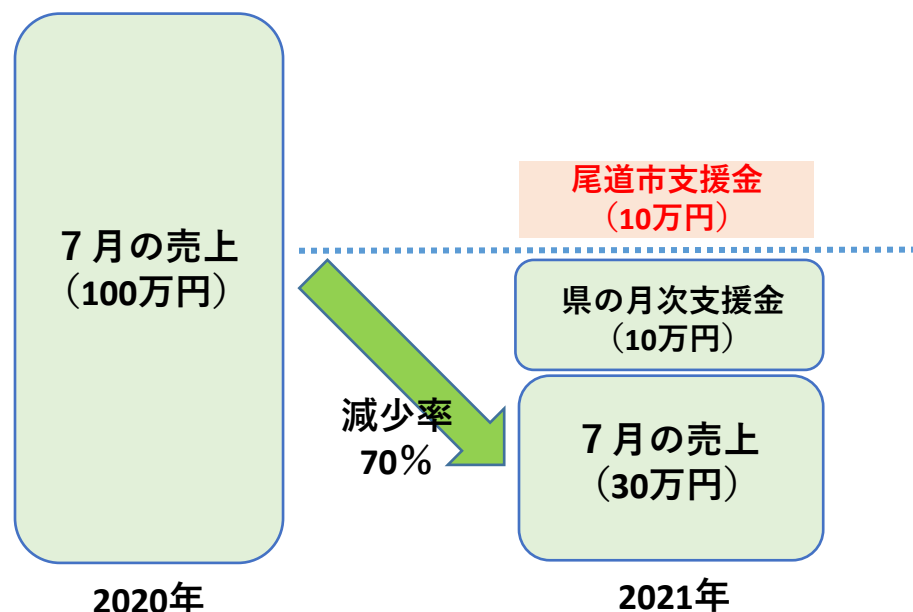 ７月の売上
（100万円）
2020年
減少率
70％
尾道市支援金
（10万円）
県の月次支援金
（10万円）
７月の売上
（30万円）
2021年